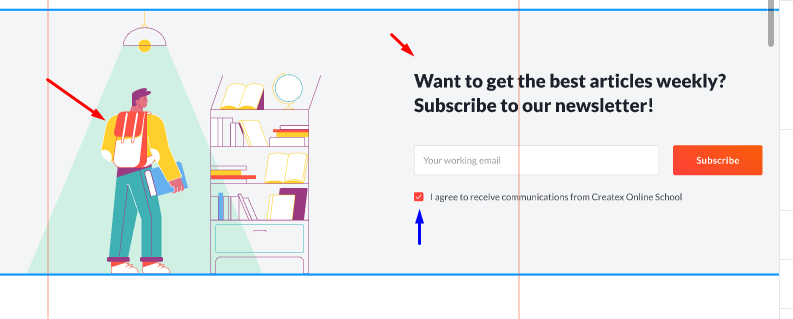 Want to get the best articles weekly?
Subscribe to our newsletter!
Your working email
Subscribe
I agree to receive communications from Createx Online School